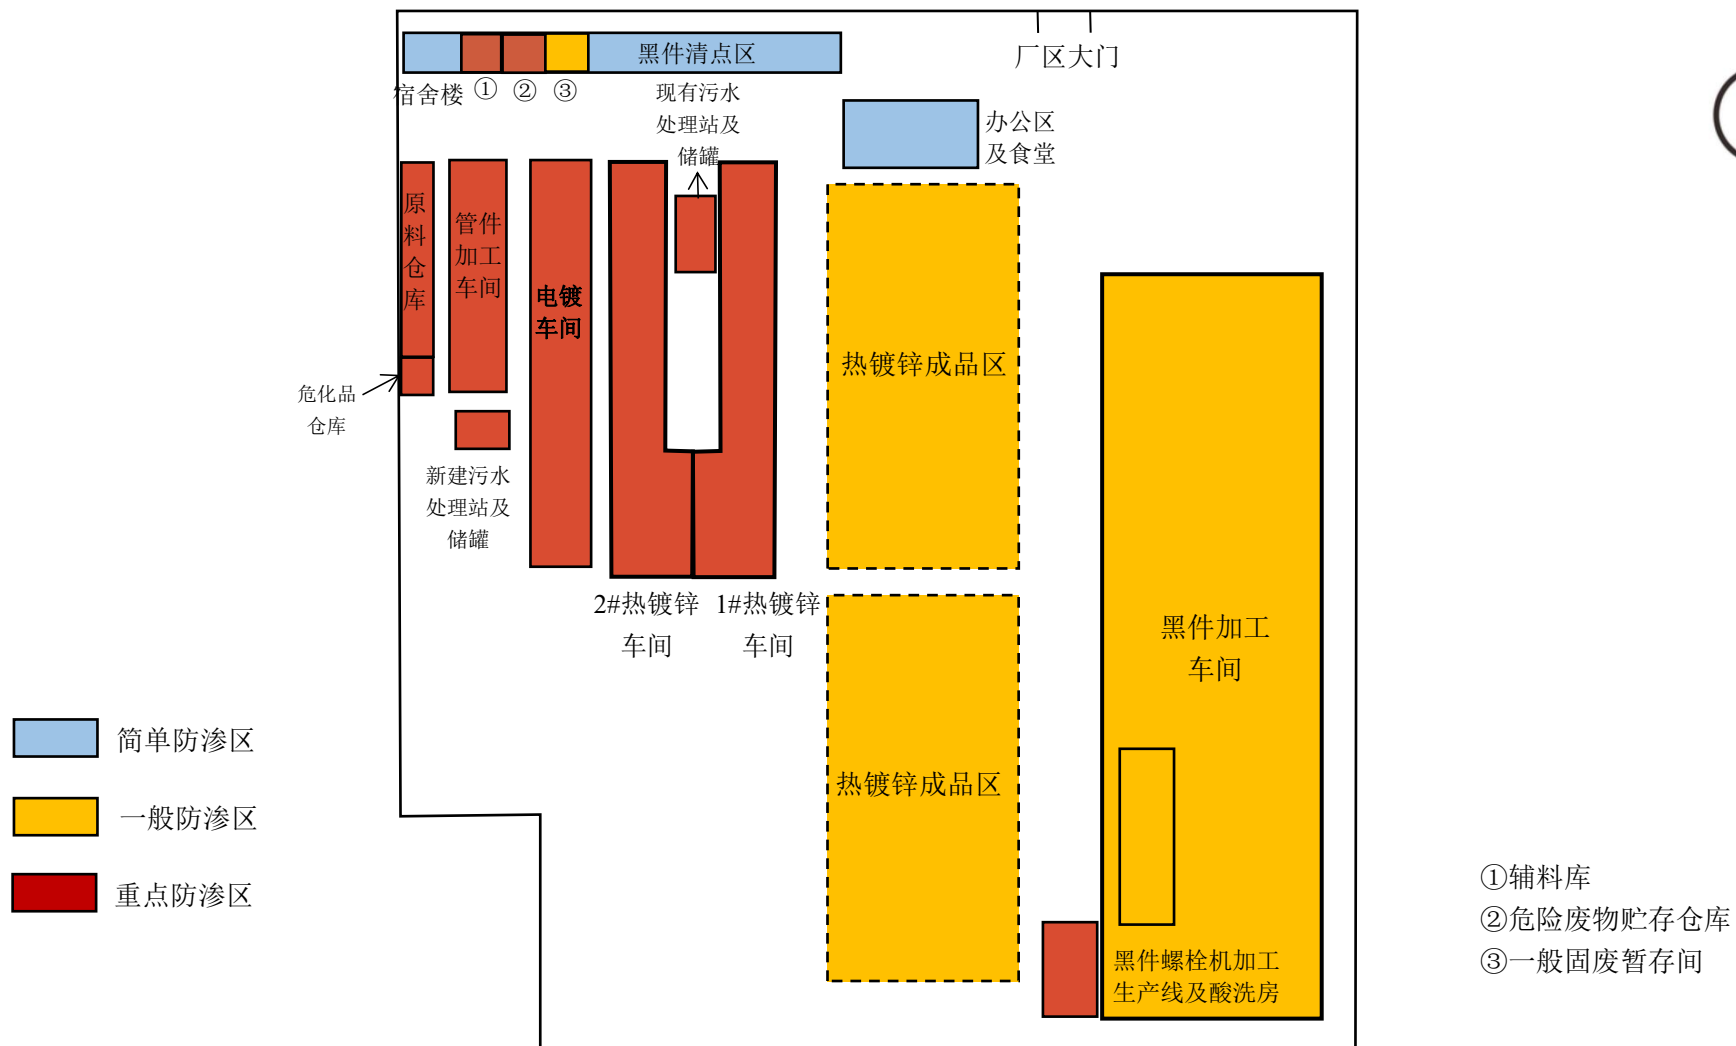 黑件清点区
厂区大门
宿舍楼
①
②
③
现有污水
处理站及
储罐
办公区
及食堂
原
料
仓
库
管件
加工
车间
电镀
车间
热镀锌成品区
危化品
仓库
新建污水
处理站及
储罐
2#热镀锌
车间
1#热镀锌
车间
黑件加工
车间
热镀锌成品区
黑件螺栓机加工
生产线及酸洗房
简单防渗区
一般防渗区
重点防渗区
①辅料库
②危险废物贮存仓库
③一般固废暂存间